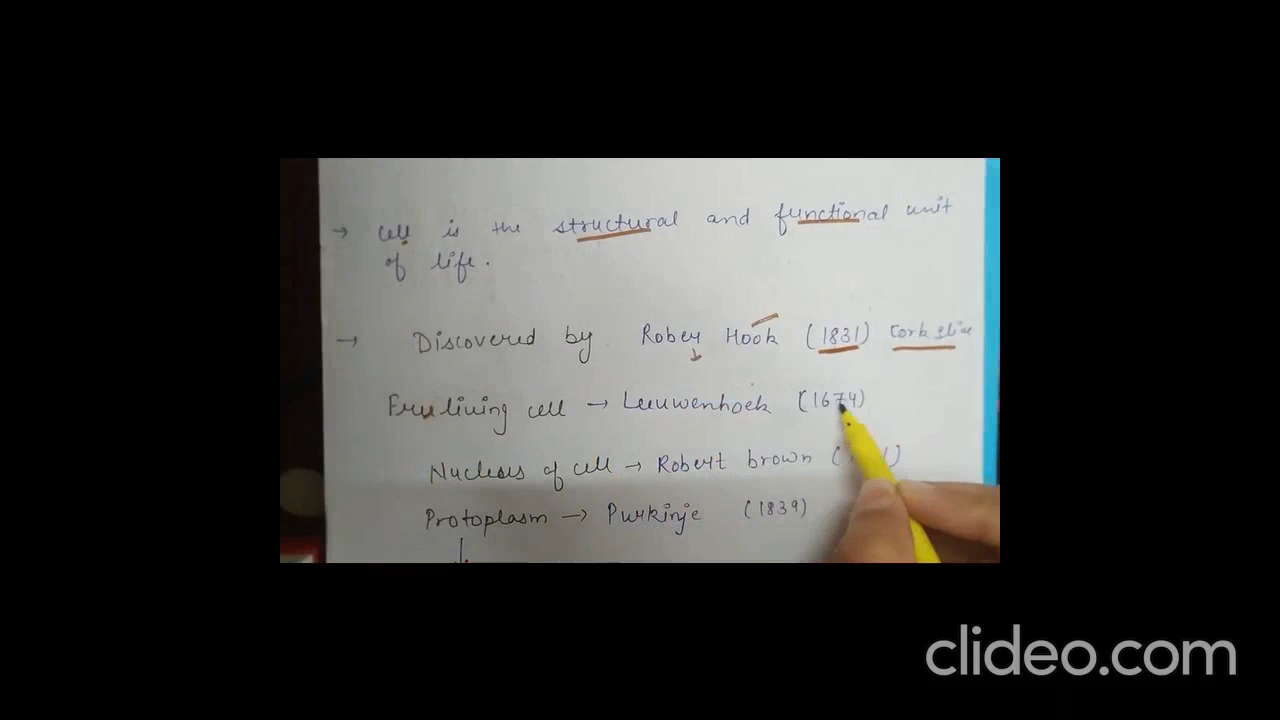 → cell is the structural and functional unit
of life.
→ Discovered by Robert Hook (1831) Cork slice
Free living cell → Leeuwenhoek (1674)
Nucleus of cell → Robert brown (
Protoplasm → Purkinje (1839)
clideo.com